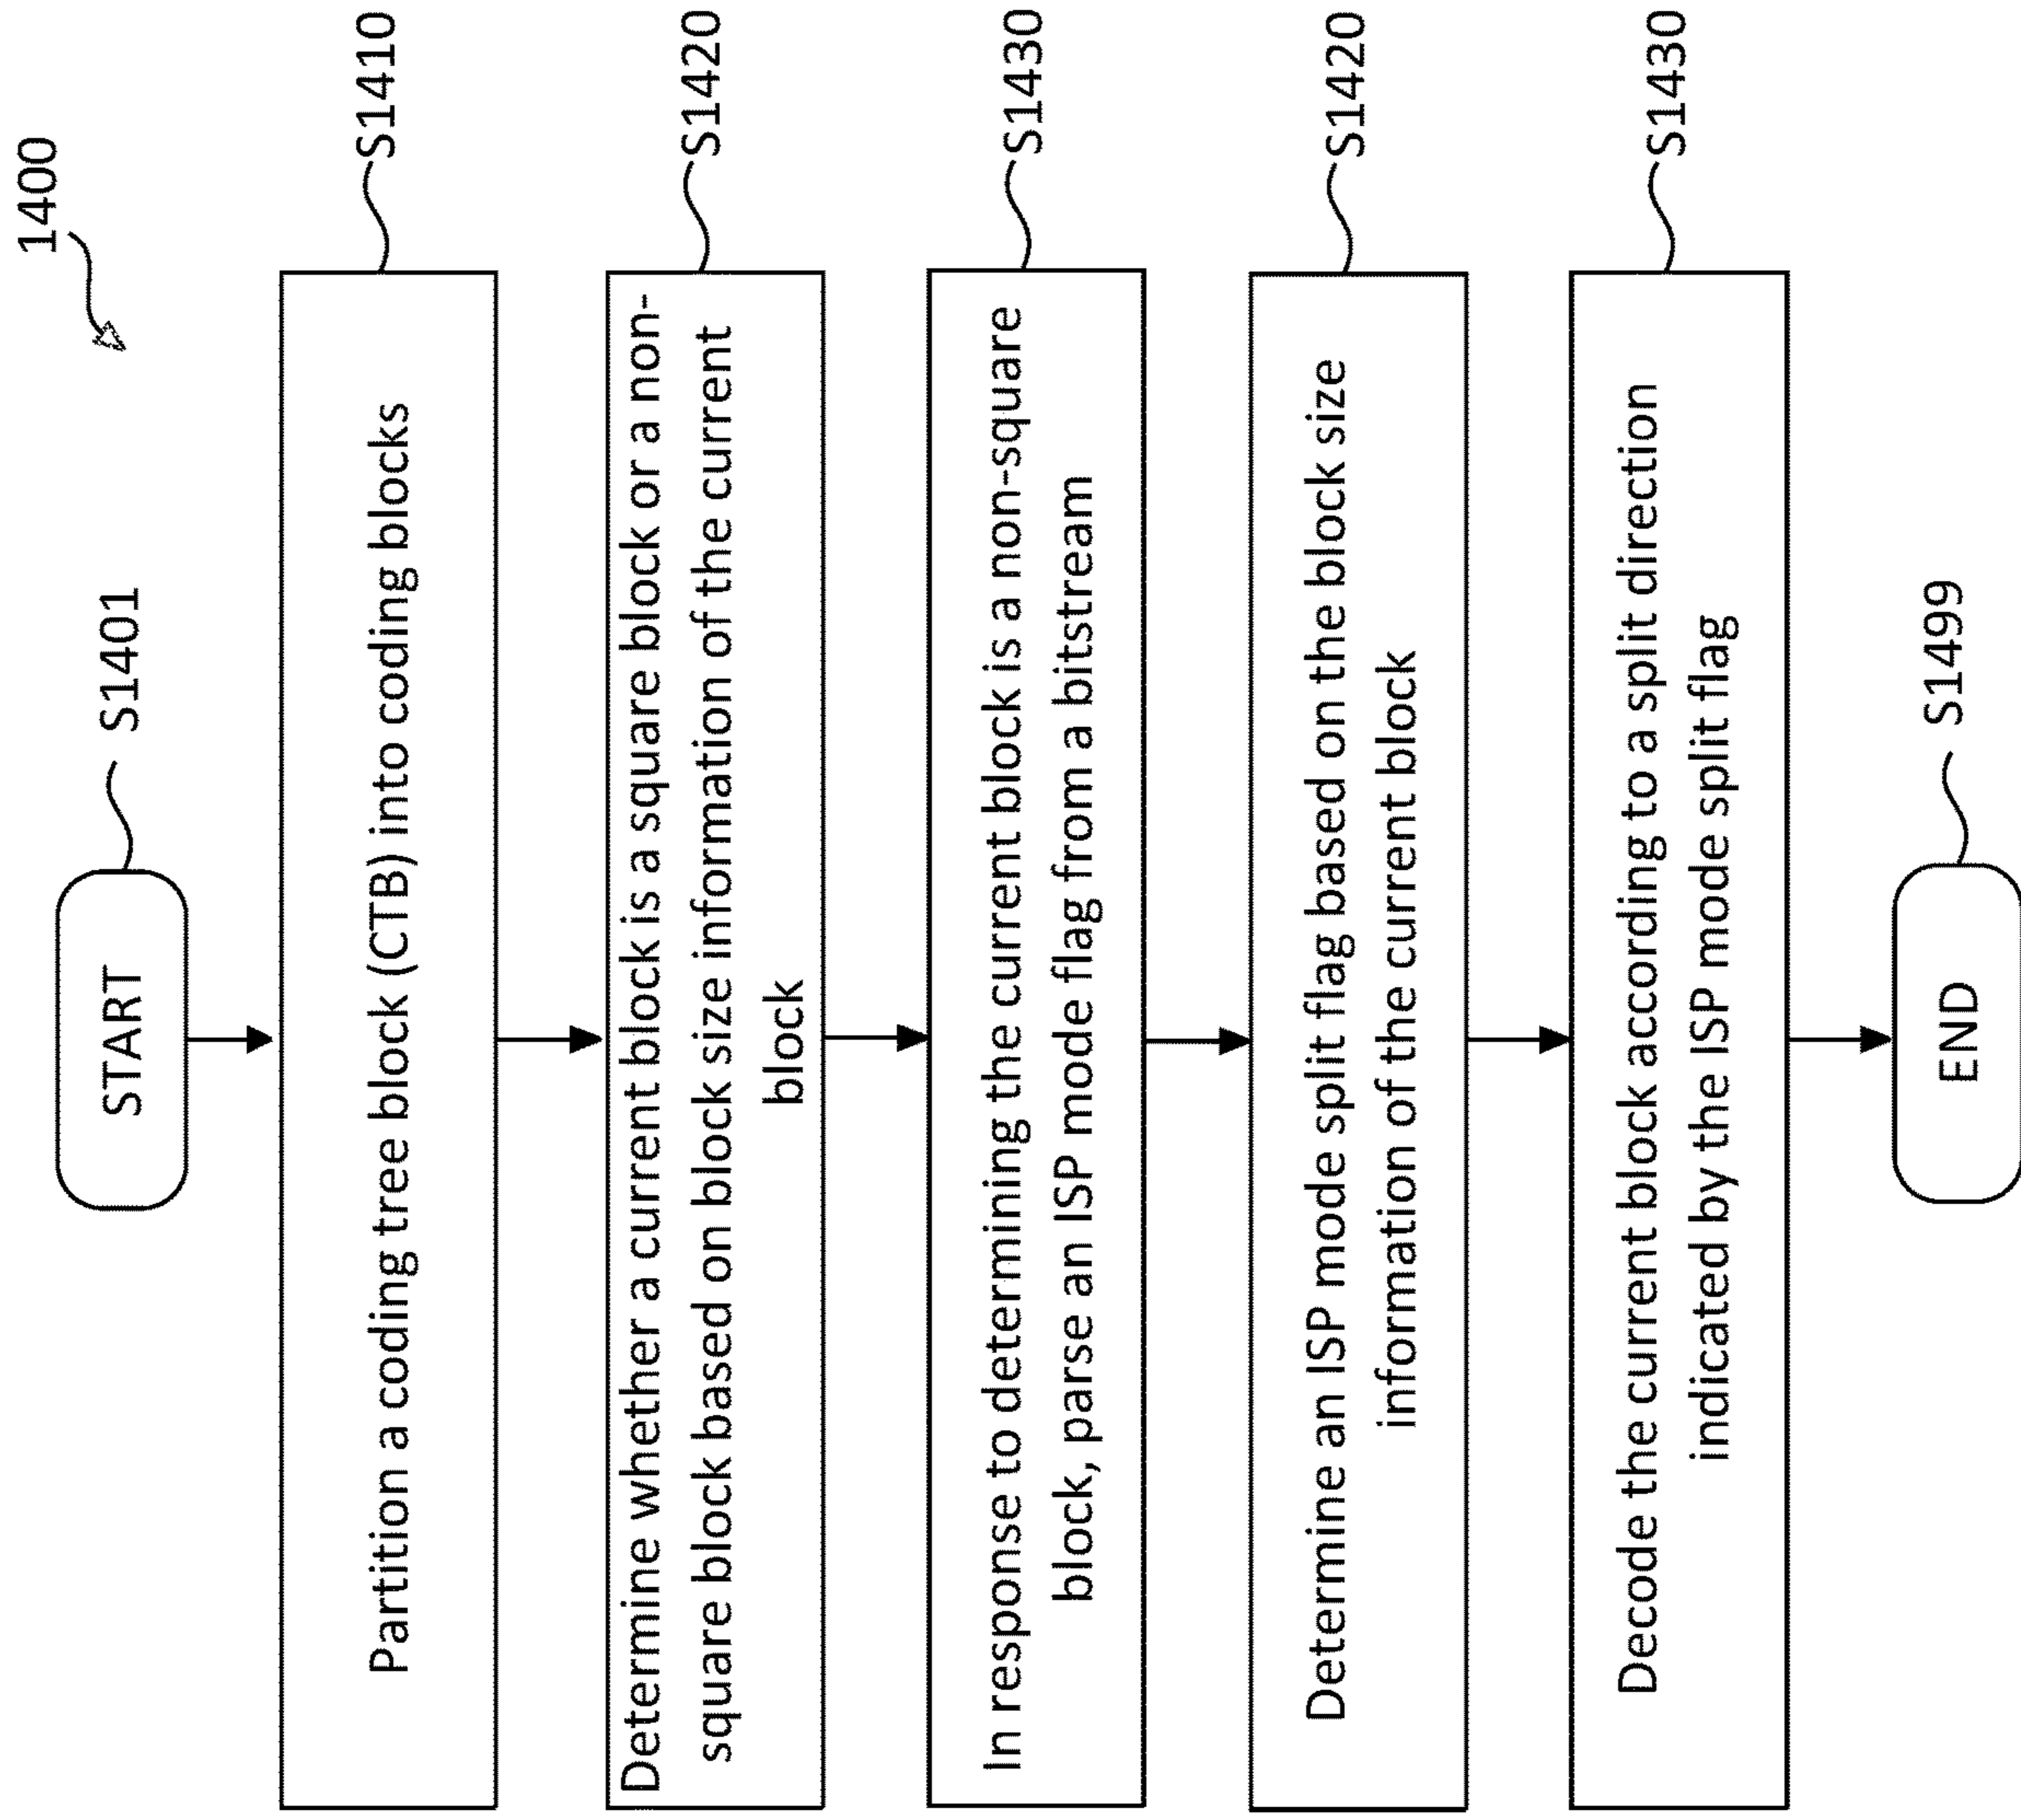 1400
START
S1401
Partition a coding tree block (CTB) into coding blocks
S1410
Determine whether a current block is a square block or a non-
square block based on block size information of the current
block
S1420
In response to determining the current block is a non-square
block, parse an ISP mode flag from a bitstream
S1430
Determine an ISP mode split flag based on the block size
information of the current block
S1420
Decode the current block according to a split direction
indicated by the ISP mode split flag
S1430
END
S1499